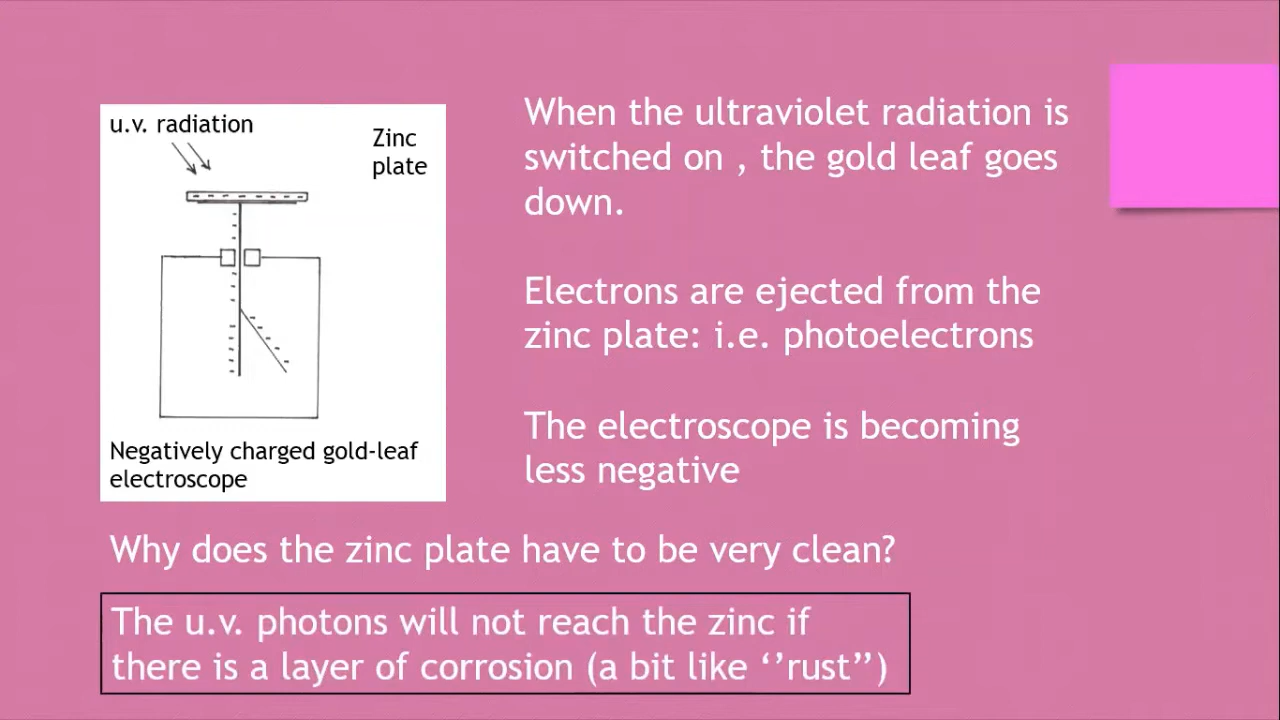 u.v. radiation
Zinc
plate
Negatively charged gold-leaf
electroscope
When the ultraviolet radiation is
switched on , the gold leaf goes
down.
Electrons are ejected from the
zinc plate: i.e. photoelectrons
The electroscope is becoming
less negative
Why does the zinc plate have to be very clean?
The u.v. photons will not reach the zinc if
there is a layer of corrosion (a bit like ‘’rust’’)